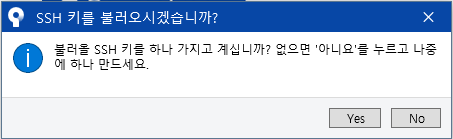 SSH 키를 불러오시겠습니까?
불러올 SSH 키를 하나 가지고 계십니까? 없으면 '아니요'를 누르고 나중
에 하나 만드세요.
Yes No